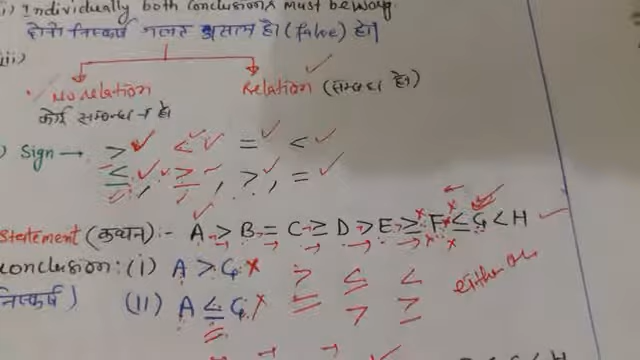 i) Individually both Conclusions must be wrong
दोनो निष्कर्ष गलत असत्य हो (false) हो
iii)
No relation Relation (सम्बन्ध हो)
कोई सम्बन्ध न हो
) Sign → > < = <
≤, ≥, >, =
Statement (कथन):- A > B = C ≥ D > E ≥ F ≤ G < H
Conclusion: (i) A > G × > ≤ < either or
निष्कर्ष) (II) A ≤ G × = > ≥